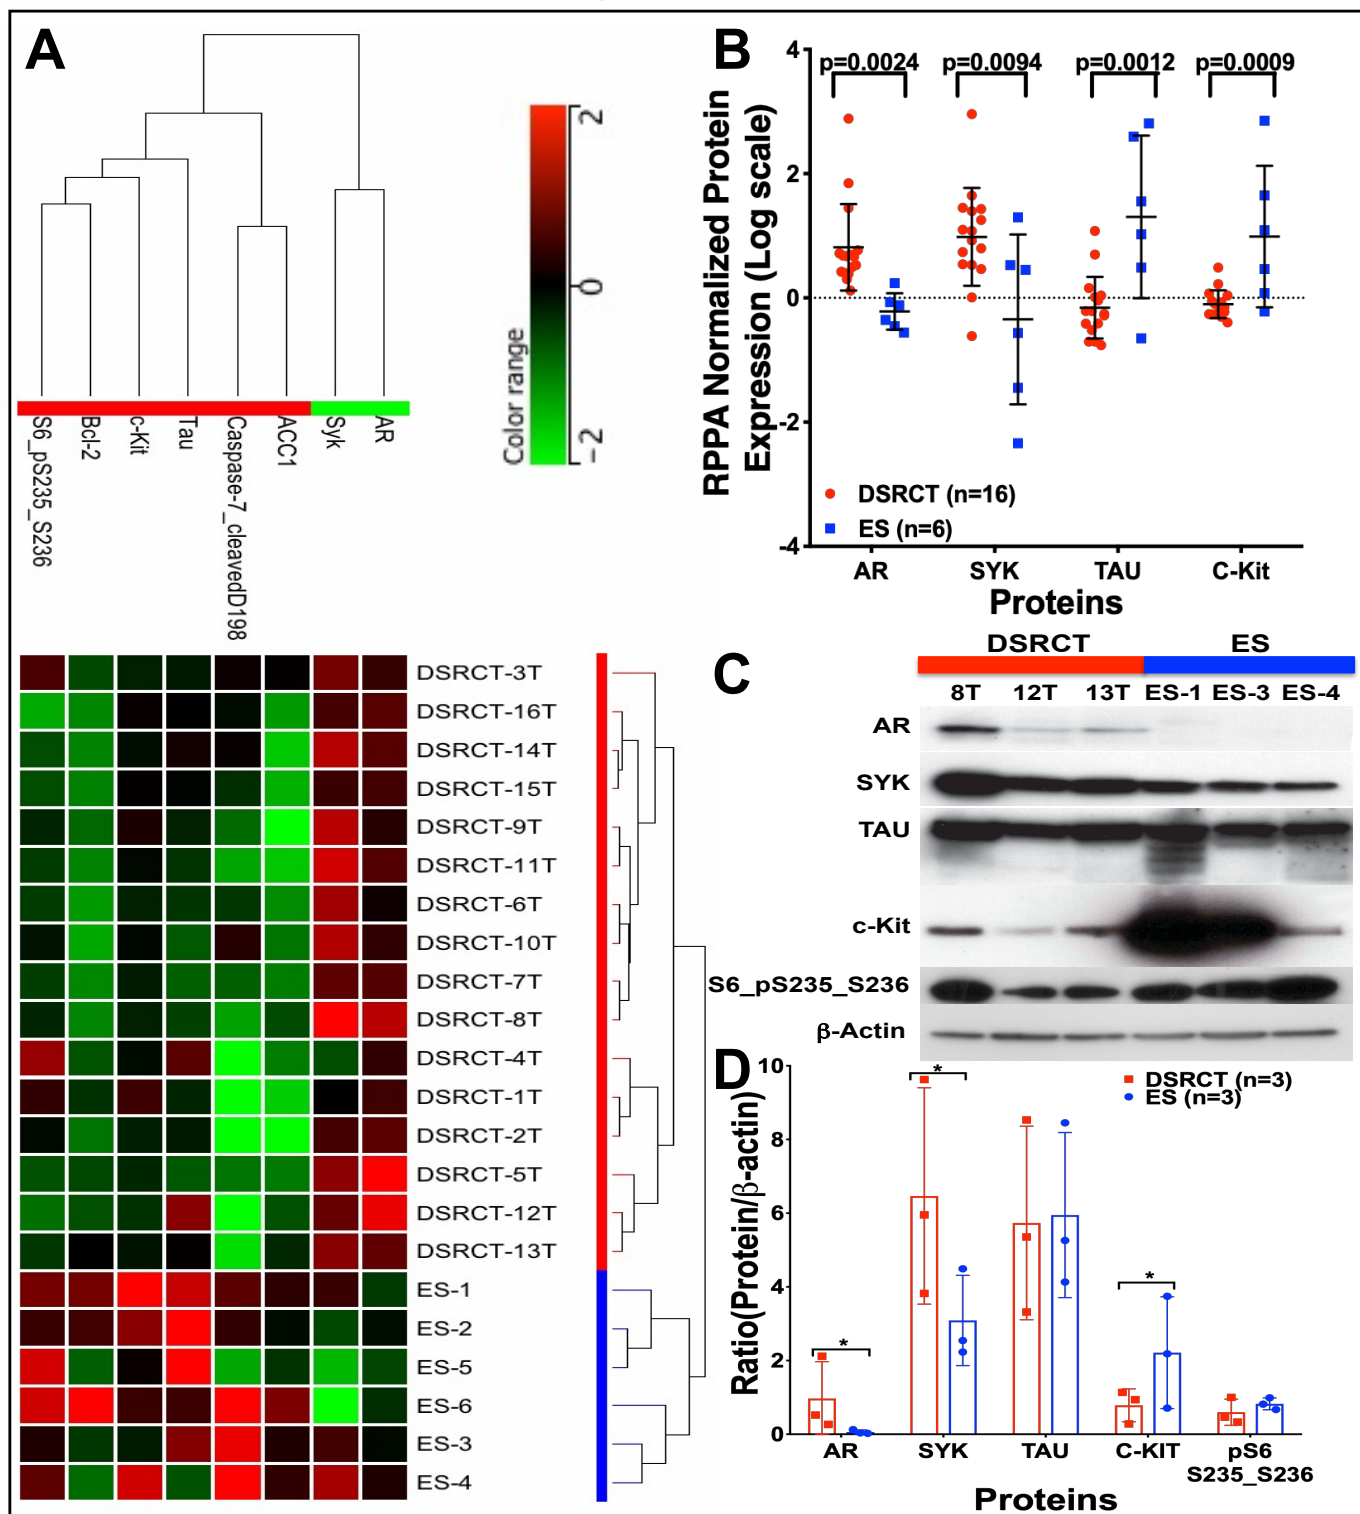 A
2
0
-2
Color range
S6_pS235_S236
Bcl-2
c-Kit
Tau
Caspase-7_cleavedD198
ACC1
Syk
AR
DSRCT-3T
DSRCT-16T
DSRCT-14T
DSRCT-15T
DSRCT-9T
DSRCT-11T
DSRCT-6T
DSRCT-10T
DSRCT-7T
DSRCT-8T
DSRCT-4T
DSRCT-1T
DSRCT-2T
DSRCT-5T
DSRCT-12T
DSRCT-13T
ES-1
ES-2
ES-5
ES-6
ES-3
ES-4
B
RPPA Normalized Protein
Expression (Log scale)
4
2
0
-2
-4
p=0.0024 p=0.0094 p=0.0012 p=0.0009
DSRCT (n=16)
ES (n=6)
AR SYK TAU C-Kit
Proteins
C
DSRCT ES
8T 12T 13T ES-1 ES-3 ES-4
AR
SYK
TAU
c-Kit
S6_pS235_S236
β-Actin
D
Ratio(Protein/β-actin)
10
8
6
4
2
0
DSRCT (n=3)
ES (n=3)
*
*
*
AR SYK TAU C-KIT pS6
S235_S236
Proteins